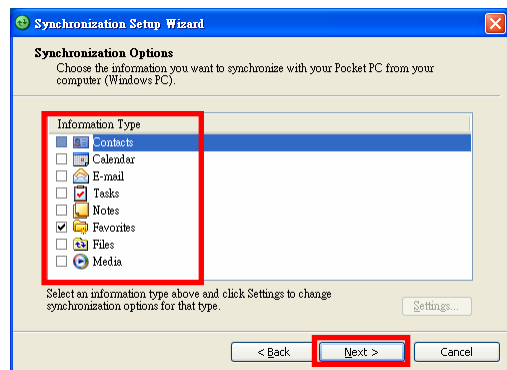 Synchronization Setup Wizard
Synchronization Options
Choose the information you want to synchronize with your Pocket PC from your
computer (Windows PC).
Information Type
Contacts
Calendar
E-mail
Tasks
Notes
Favorites
Files
Media
Select an information type above and click Settings to change
synchronization options for that type.
Settings...
< Back
Next >
Cancel